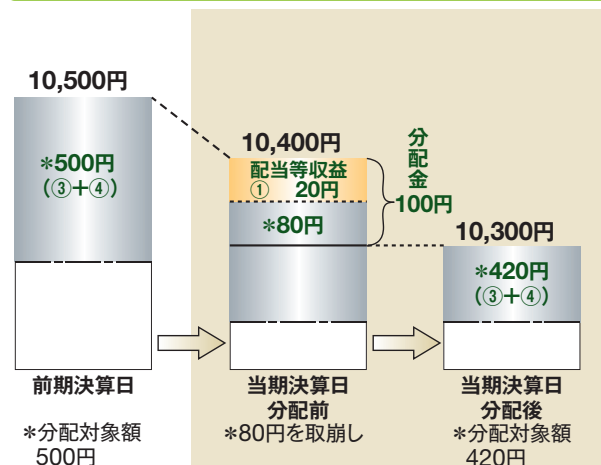 10,500円
*500円
(③+④)
10,400円
配当等収益
① 20円
*80円
分配金
100円
10,300円
*420円
(③+④)
前期決算日
当期決算日
分配前
当期決算日
分配後
*分配対象額
500円
*80円を取崩し
*分配対象額
420円